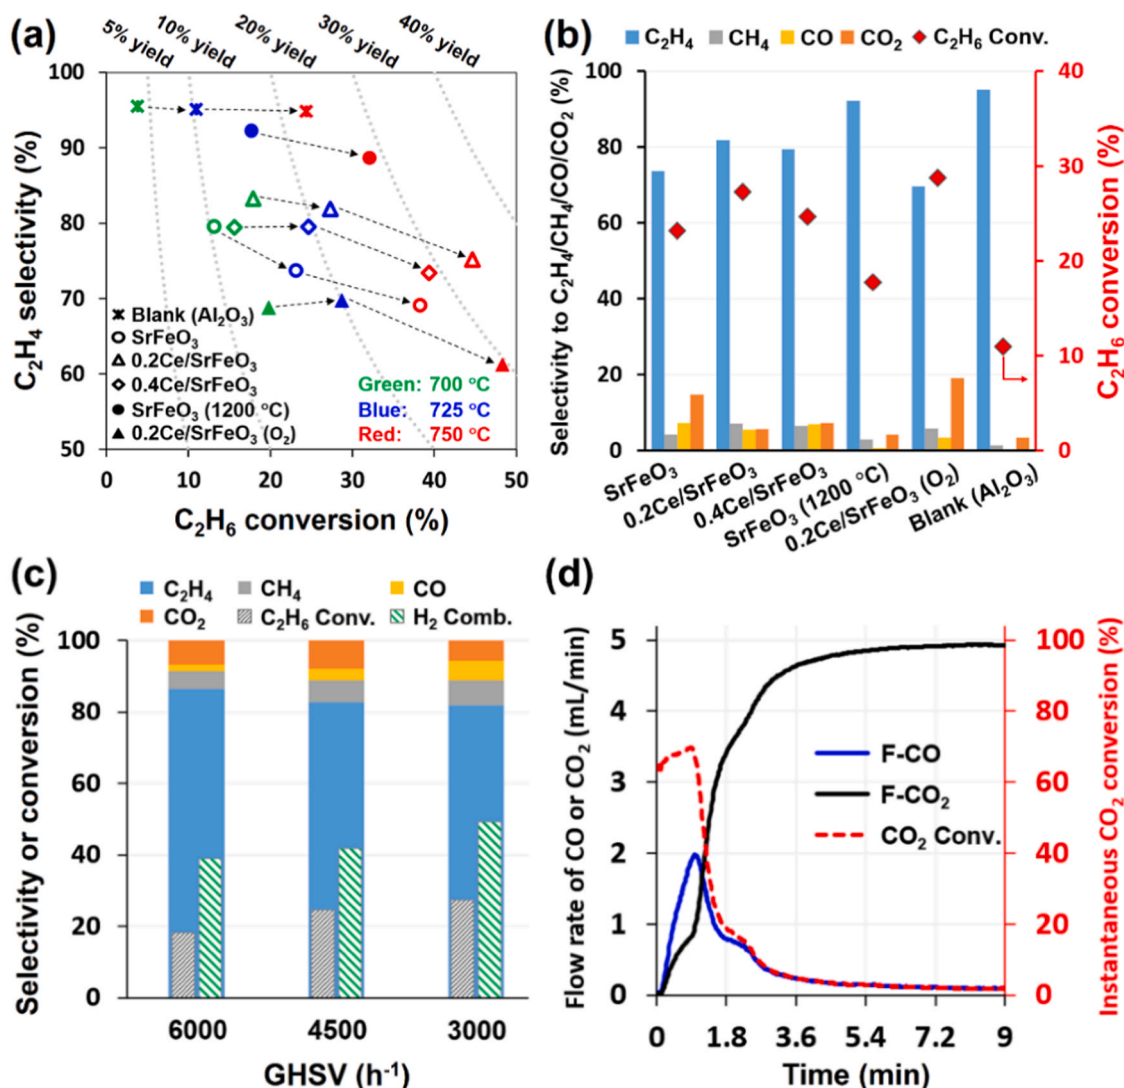 (a)
5% yield
10% yield
20% yield
30% yield
40% yield
C₂H₄ selectivity (%)
100
90
80
70
60
50
0
10
20
30
40
50
C₂H₆ conversion (%)
Blank (Al₂O₃)
SrFeO₃
0.2Ce/SrFeO₃
0.4Ce/SrFeO₃
SrFeO₃ (1200 °C)
0.2Ce/SrFeO₃ (O₂)
Green: 700 °C
Blue: 725 °C
Red: 750 °C
(b)
C₂H₄ CH₄ CO CO₂ C₂H₆ Conv.
Selectivity to C₂H₄/CH₄/CO/CO₂ (%)
100
80
60
40
20
0
40
30
20
10
0
C₂H₆ conversion (%)
SrFeO₃
0.2Ce/SrFeO₃
0.4Ce/SrFeO₃
SrFeO₃ (1200 °C)
0.2Ce/SrFeO₃ (O₂)
Blank (Al₂O₃)
(c)
C₂H₄ CH₄ CO
CO₂ C₂H₆ Conv. H₂ Comb.
Selectivity or conversion (%)
100
80
60
40
20
0
6000 4500 3000
GHSV (h⁻¹)
(d)
Flow rate of CO or CO₂ (mL/min)
5
4
3
2
1
0
F-CO
F-CO₂
CO₂ Conv.
100
80
60
40
20
0
Instantaneous CO₂ conversion (%)
0 1.8 3.6 5.4 7.2 9
Time (min)